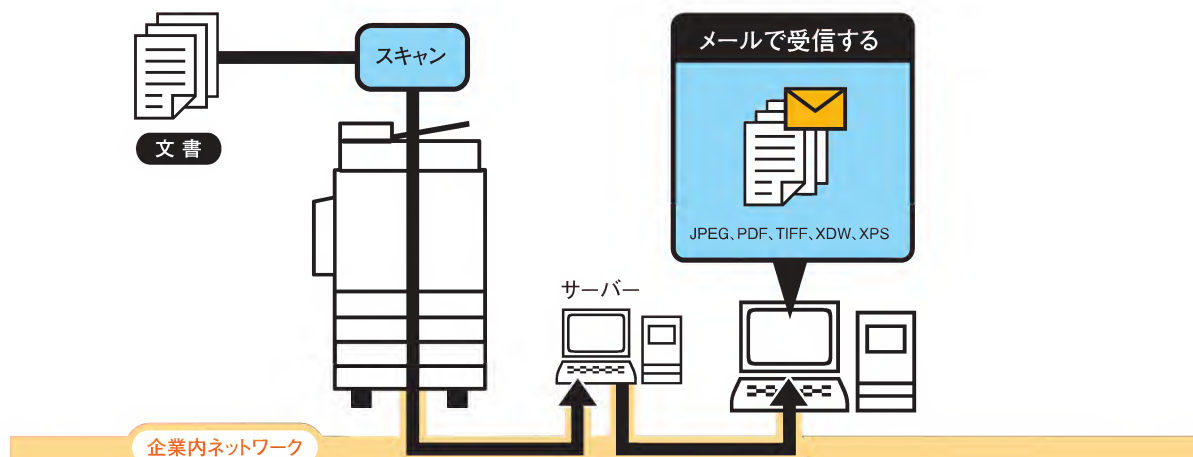 スキャン
メールで受信する
文書
JPEG、PDF、TIFF、XDW、XPS
サーバー
企業内ネットワーク